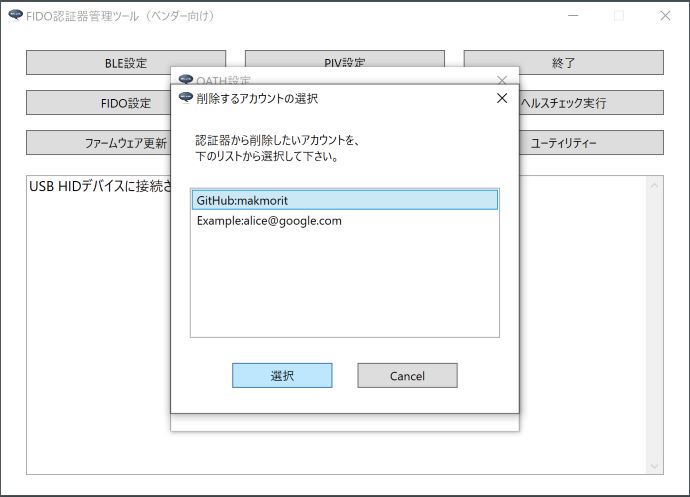 FIDO認証器管理ツール（ベンダー向け）
BLE設定
PIV設定
終了
FIDO設定
ヘルスチェック実行
ファームウェア更新
ユーティリティー
USB HIDデバイスに接続さ
OATH設定
削除するアカウントの選択
認証器から削除したいアカウントを、
下のリストから選択して下さい。
GitHub:makmorit
Example:alice@google.com
選択
Cancel